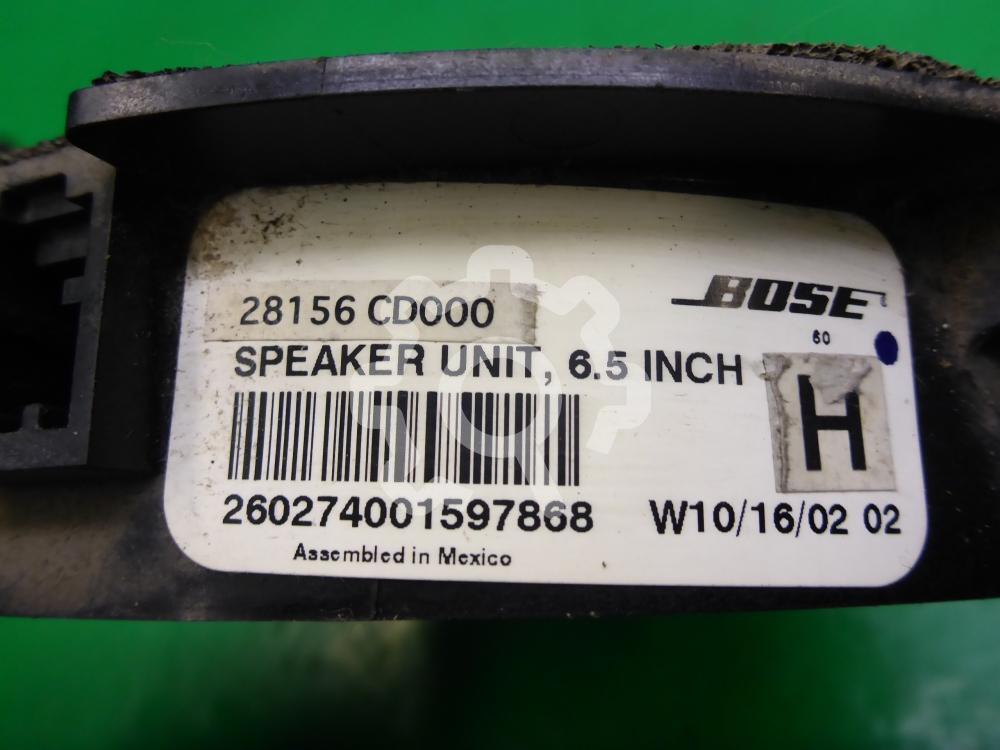 BOSE
28156 CD000
60
SPEAKER UNIT, 6.5 INCH
H
260274001597868
W10/16/02 02
Assembled in Mexico